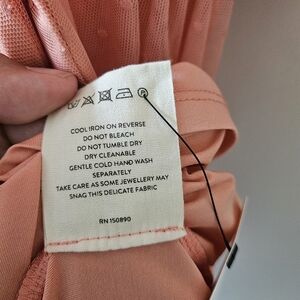 COOL IRON ON REVERSE
DO NOT BLEACH
DO NOT TUMBLE DRY
DRY CLEANABLE
GENTLE COLD HAND WASH
SEPARATELY
TAKE CARE AS SOME JEWELLERY MAY
SNAG THIS DELICATE FABRIC
RN 150890